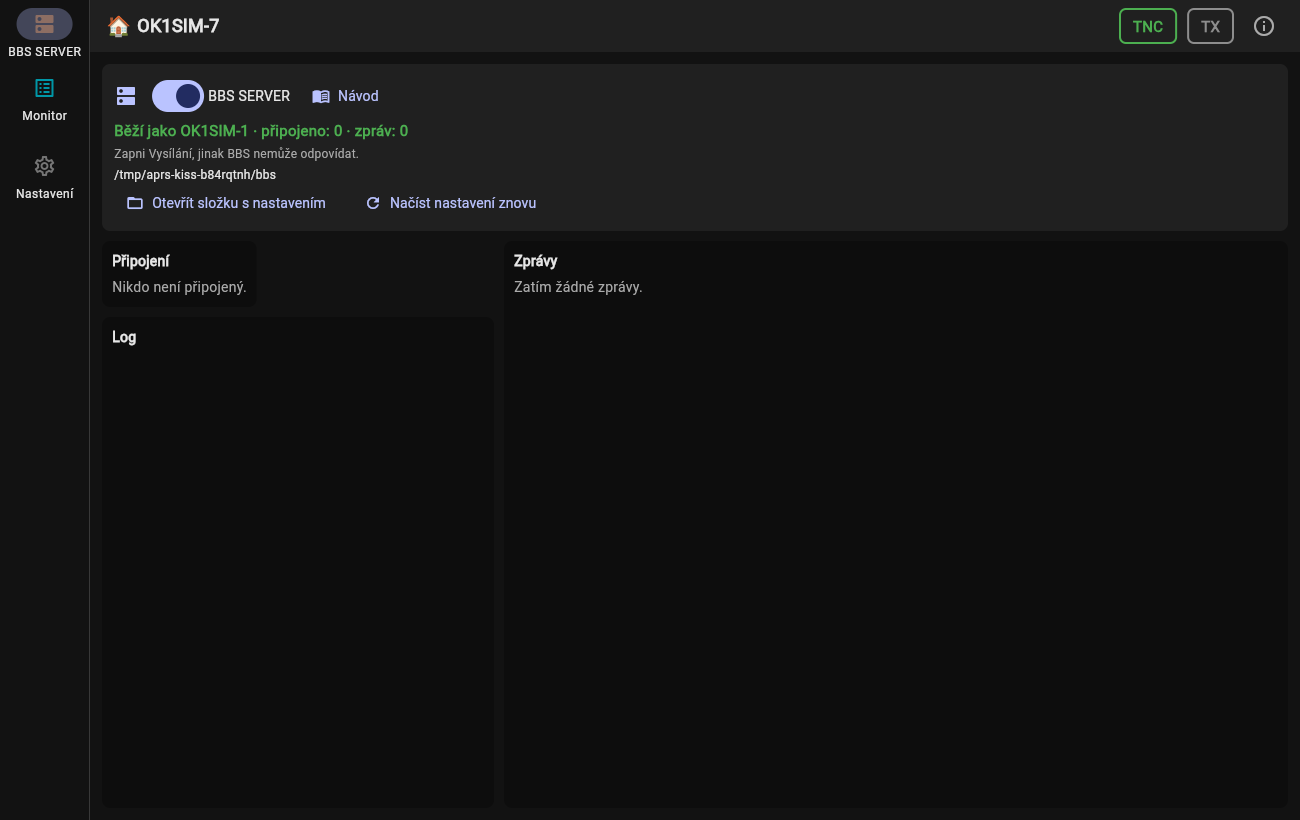 BBS SERVER
Monitor
Nastavení
OK1SIM-7
TNC
TX
BBS SERVER
Návod
Běží jako OK1SIM-1 · připojeno: 0 · zpráv: 0
Zapni Vysílání, jinak BBS nemůže odpovídat.
/tmp/aprs-kiss-b84rqtnh/bbs
Otevřít složku s nastavením
Načíst nastavení znovu
Připojení
Nikdo není připojený.
Log
Zprávy
Zatím žádné zprávy.